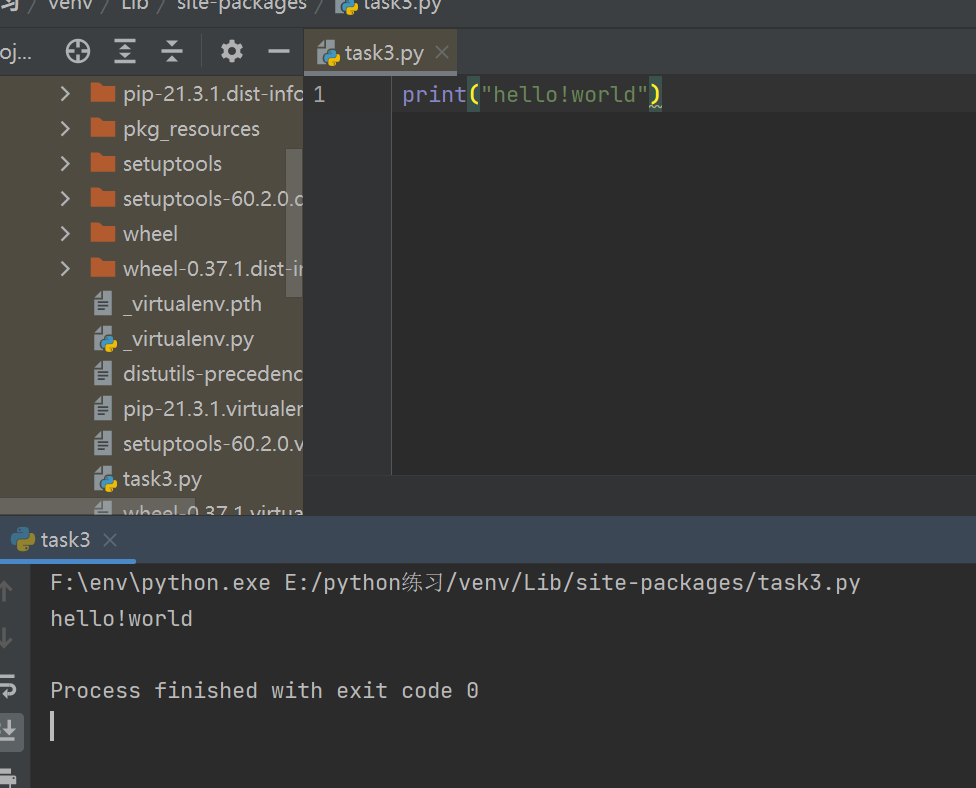 习 / venv / Lib / site-packages / task3.py
oj...
task3.py
pip-21.3.1.dist-info
pkg_resources
setuptools
setuptools-60.2.0.d
wheel
wheel-0.37.1.dist-in
_virtualenv.pth
_virtualenv.py
distutils-precedenc
pip-21.3.1.virtualen
setuptools-60.2.0.v
task3.py
wheel-0.37.1.virtua
1 print("hello!world")
task3
F:\env\python.exe E:/python练习/venv/Lib/site-packages/task3.py
hello!world
Process finished with exit code 0